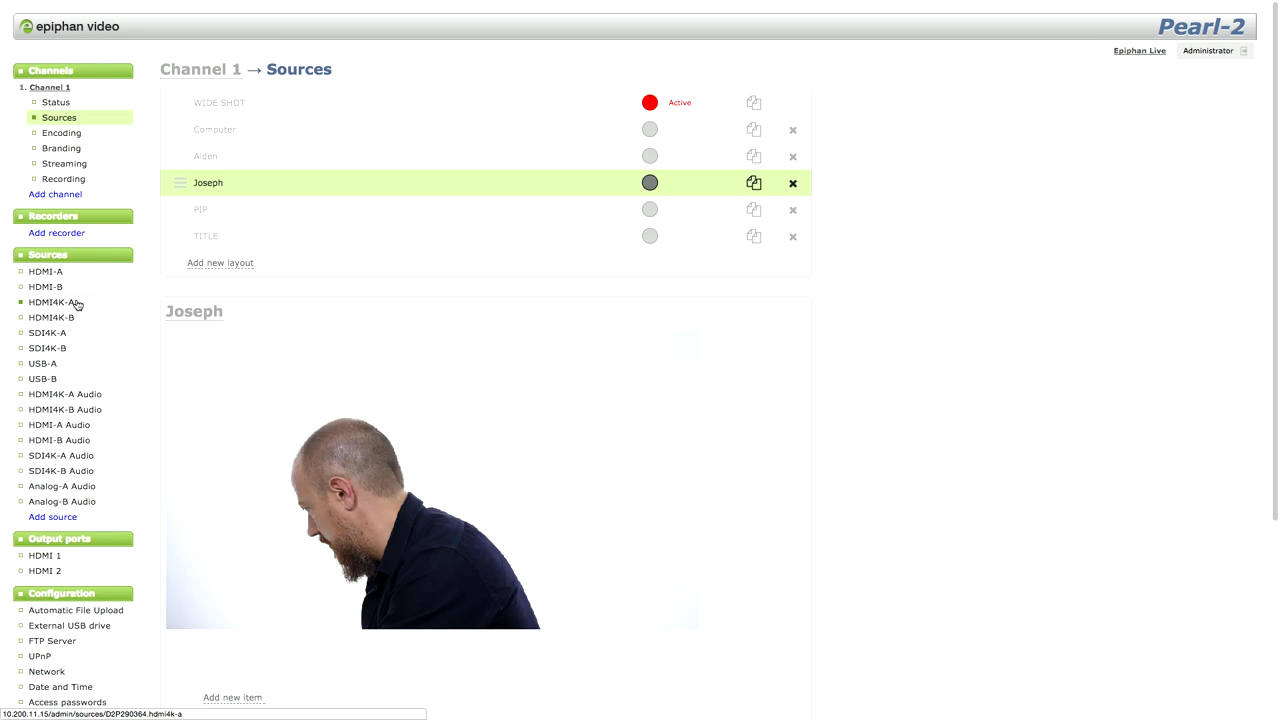 epiphan video
Pearl-2
Epiphan Live
Administrator
Channels
1. Channel 1
Status
Sources
Encoding
Branding
Streaming
Recording
Add channel
Recorders
Add recorder
Sources
HDMI-A
HDMI-B
HDMI4K-A
HDMI4K-B
SDI4K-A
SDI4K-B
USB-A
USB-B
HDMI4K-A Audio
HDMI4K-B Audio
HDMI-A Audio
HDMI-B Audio
SDI4K-A Audio
SDI4K-B Audio
Analog-A Audio
Analog-B Audio
Add source
Output ports
HDMI 1
HDMI 2
Configuration
Automatic File Upload
External USB drive
FTP Server
UPnP
Network
Date and Time
Access passwords
10.200.11.15/admin/sources/D2P290364.hdmi4k-a
Channel 1 → Sources
WIDE SHOT
Active
Computer
Aiden
Joseph
PIP
TITLE
Add new layout
Joseph
Add new item